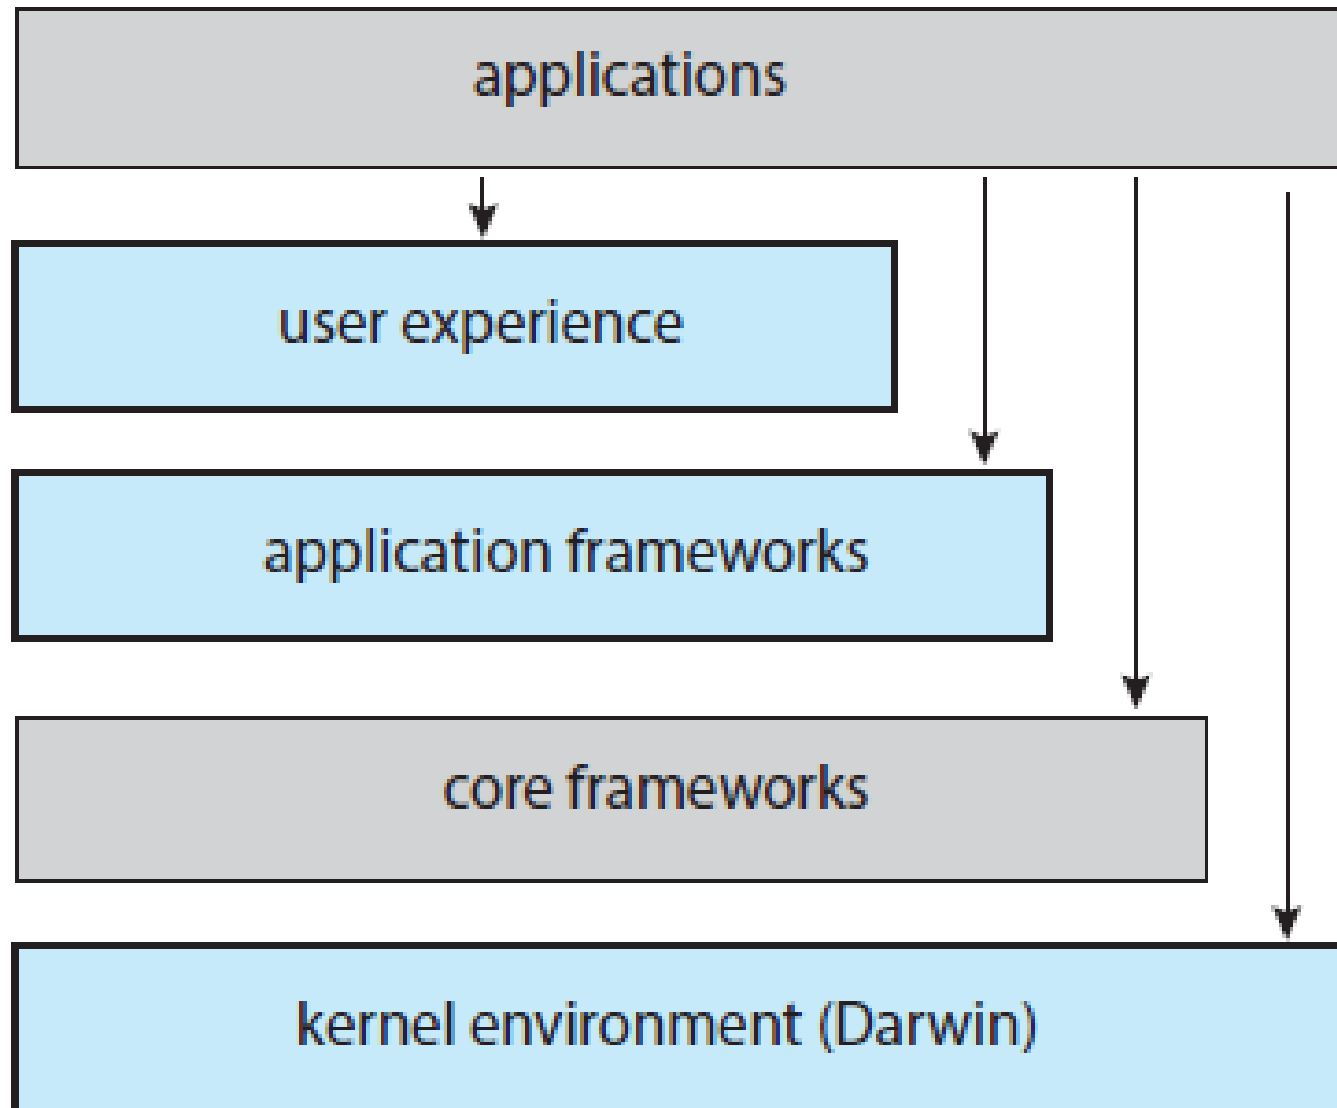 applications
user experience
application frameworks
core frameworks
kernel environment (Darwin)